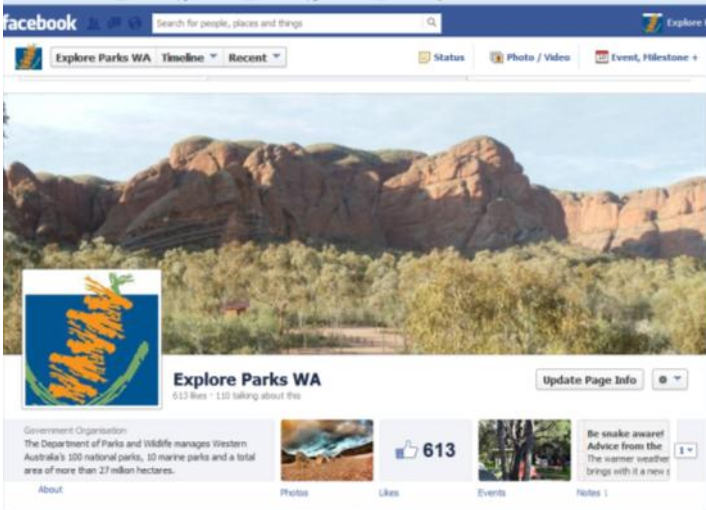 facebook
Search for people, places and things
Explore
Explore Parks WA Timeline Recent
Status Photo / Video Event, Milestone +
Explore Parks WA
613 likes · 110 talking about this
Update Page Info
Government Organisation
The Department of Parks and Wildlife manages Western
Australia's 100 national parks, 10 marine parks and a total
area of more than 27 million hectares.
About
Photos
613
Likes
Events
Be snake aware!
Advice from the
The warmer weather
brings with it a new s
1
Notes 1